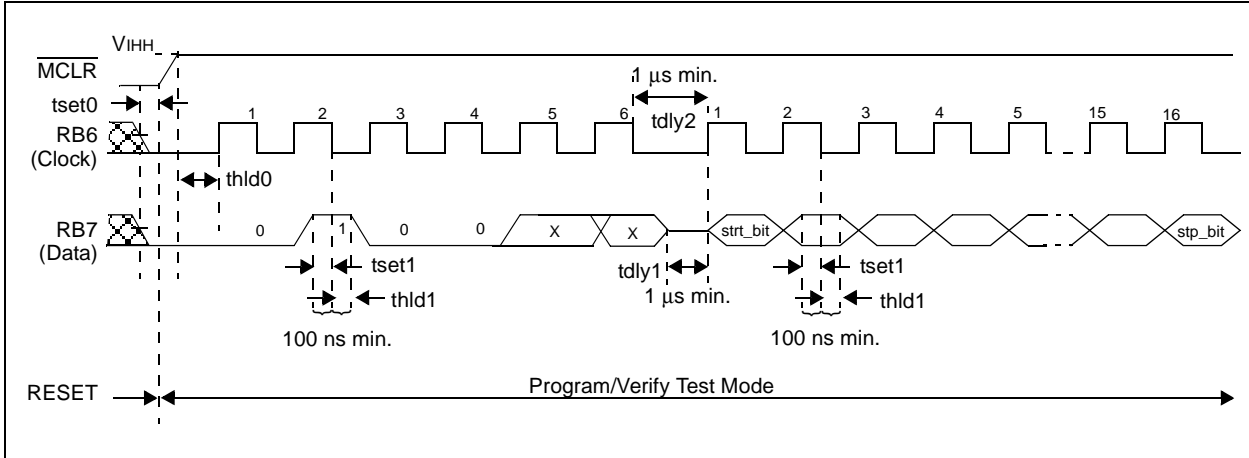 VIHH
MCLR
1 µs min.
tset0
1 2 3 4 5 6 1 2 3 4 5 15 16
tdly2
RB6
(Clock)
thld0
RB7
(Data)
0 1 0 0 X X strt_bit stp_bit
tset1 tdly1 tset1
thld1 1 µs min. thld1
100 ns min. 100 ns min.
RESET Program/Verify Test Mode